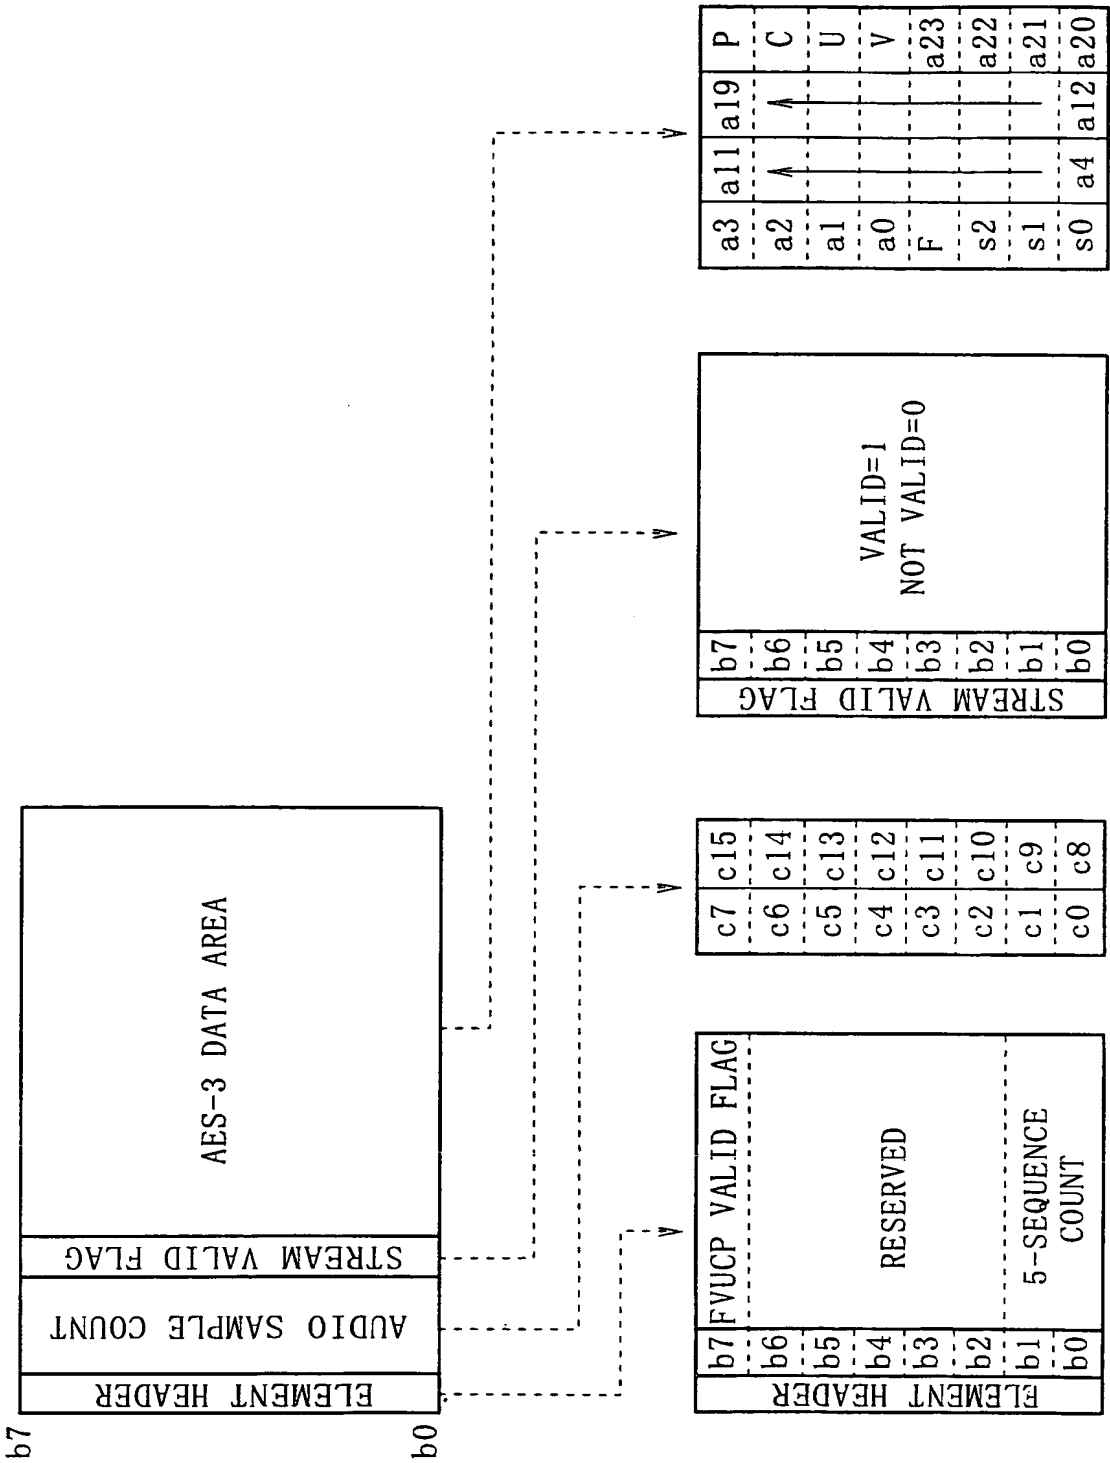 b7
b0
ELEMENT HEADER
AUDIO SAMPLE COUNT
STREAM VALID FLAG
AES-3 DATA AREA
ELEMENT HEADER
b7
b6
b5
b4
b3
b2
b1
b0
FVUCP VALID FLAG
RESERVED
5-SEQUENCE
COUNT
c7 c15
c6 c14
c5 c13
c4 c12
c3 c11
c2 c10
c1 c9
c0 c8
STREAM VALID FLAG
b7
b6
b5
b4
b3
b2
b1
b0
VALID=1
NOT VALID=0
a3 a11 a19 P
a2 C
a1 U
a0 V
F a23
s2 a22
s1 a21
s0 a4 a12 a20